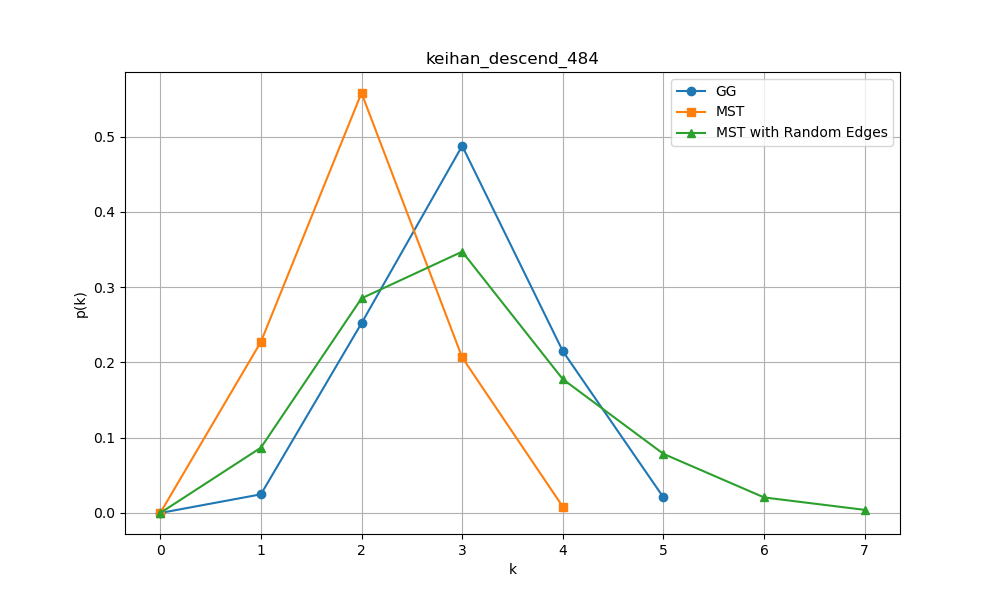 keihan_descend_484
GG
MST
MST with Random Edges
p(k)
0.5
0.4
0.3
0.2
0.1
0.0
0 1 2 3 4 5 6 7
k